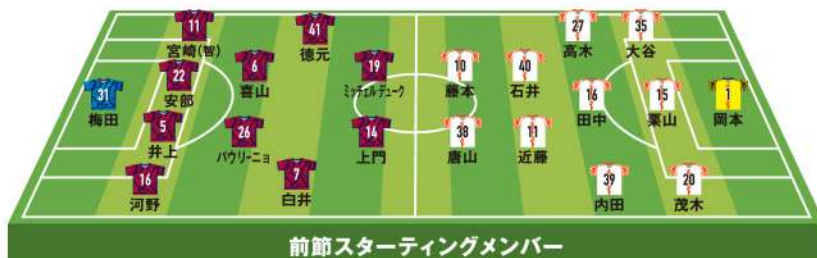 11
宮崎(智)
41
徳元
27
高木
35
大谷
6
喜山
19
ミッチェルデューク
10
藤本
40
石井
22
安部
31
梅田
16
田中
15
栗山
1
岡本
5
井上
26
パウリーニョ
14
上門
38
唐山
11
近藤
16
河野
7
白井
39
内田
20
茂木
前節スターティングメンバー